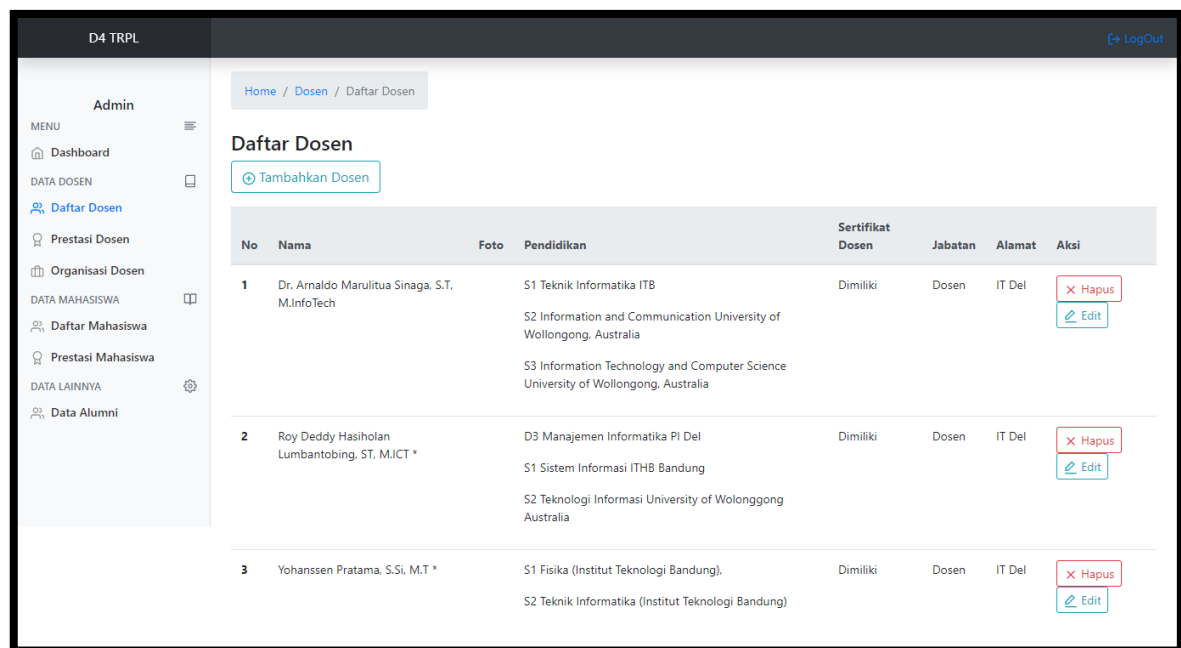 D4 TRPL
LogOut
Admin
MENU
Dashboard
DATA DOSEN
Daftar Dosen
Prestasi Dosen
Organisasi Dosen
DATA MAHASISWA
Daftar Mahasiswa
Prestasi Mahasiswa
DATA LAINNYA
Data Alumni
Home / Dosen / Daftar Dosen
Daftar Dosen
Tambahkan Dosen
No Nama Foto Pendidikan Sertifikat Dosen Jabatan Alamat Aksi
1 Dr. Arnaldo Marulitua Sinaga, S.T,
M.InfoTech
S1 Teknik Informatika ITB
S2 Information and Communication University of
Wollongong, Australia
S3 Information Technology and Computer Science
University of Wollongong, Australia
Dimiliki Dosen IT Del
Hapus
Edit
2 Roy Deddy Hasiholan
Lumbantobing, ST, M.ICT *
D3 Manajemen Informatika PI Del
S1 Sistem Informasi ITHB Bandung
S2 Teknologi Informasi University of Wolonggong
Australia
Dimiliki Dosen IT Del
Hapus
Edit
3 Yohanssen Pratama, S.Si, M.T *
S1 Fisika (Institut Teknologi Bandung),
S2 Teknik Informatika (Institut Teknologi Bandung)
Dimiliki Dosen IT Del
Hapus
Edit